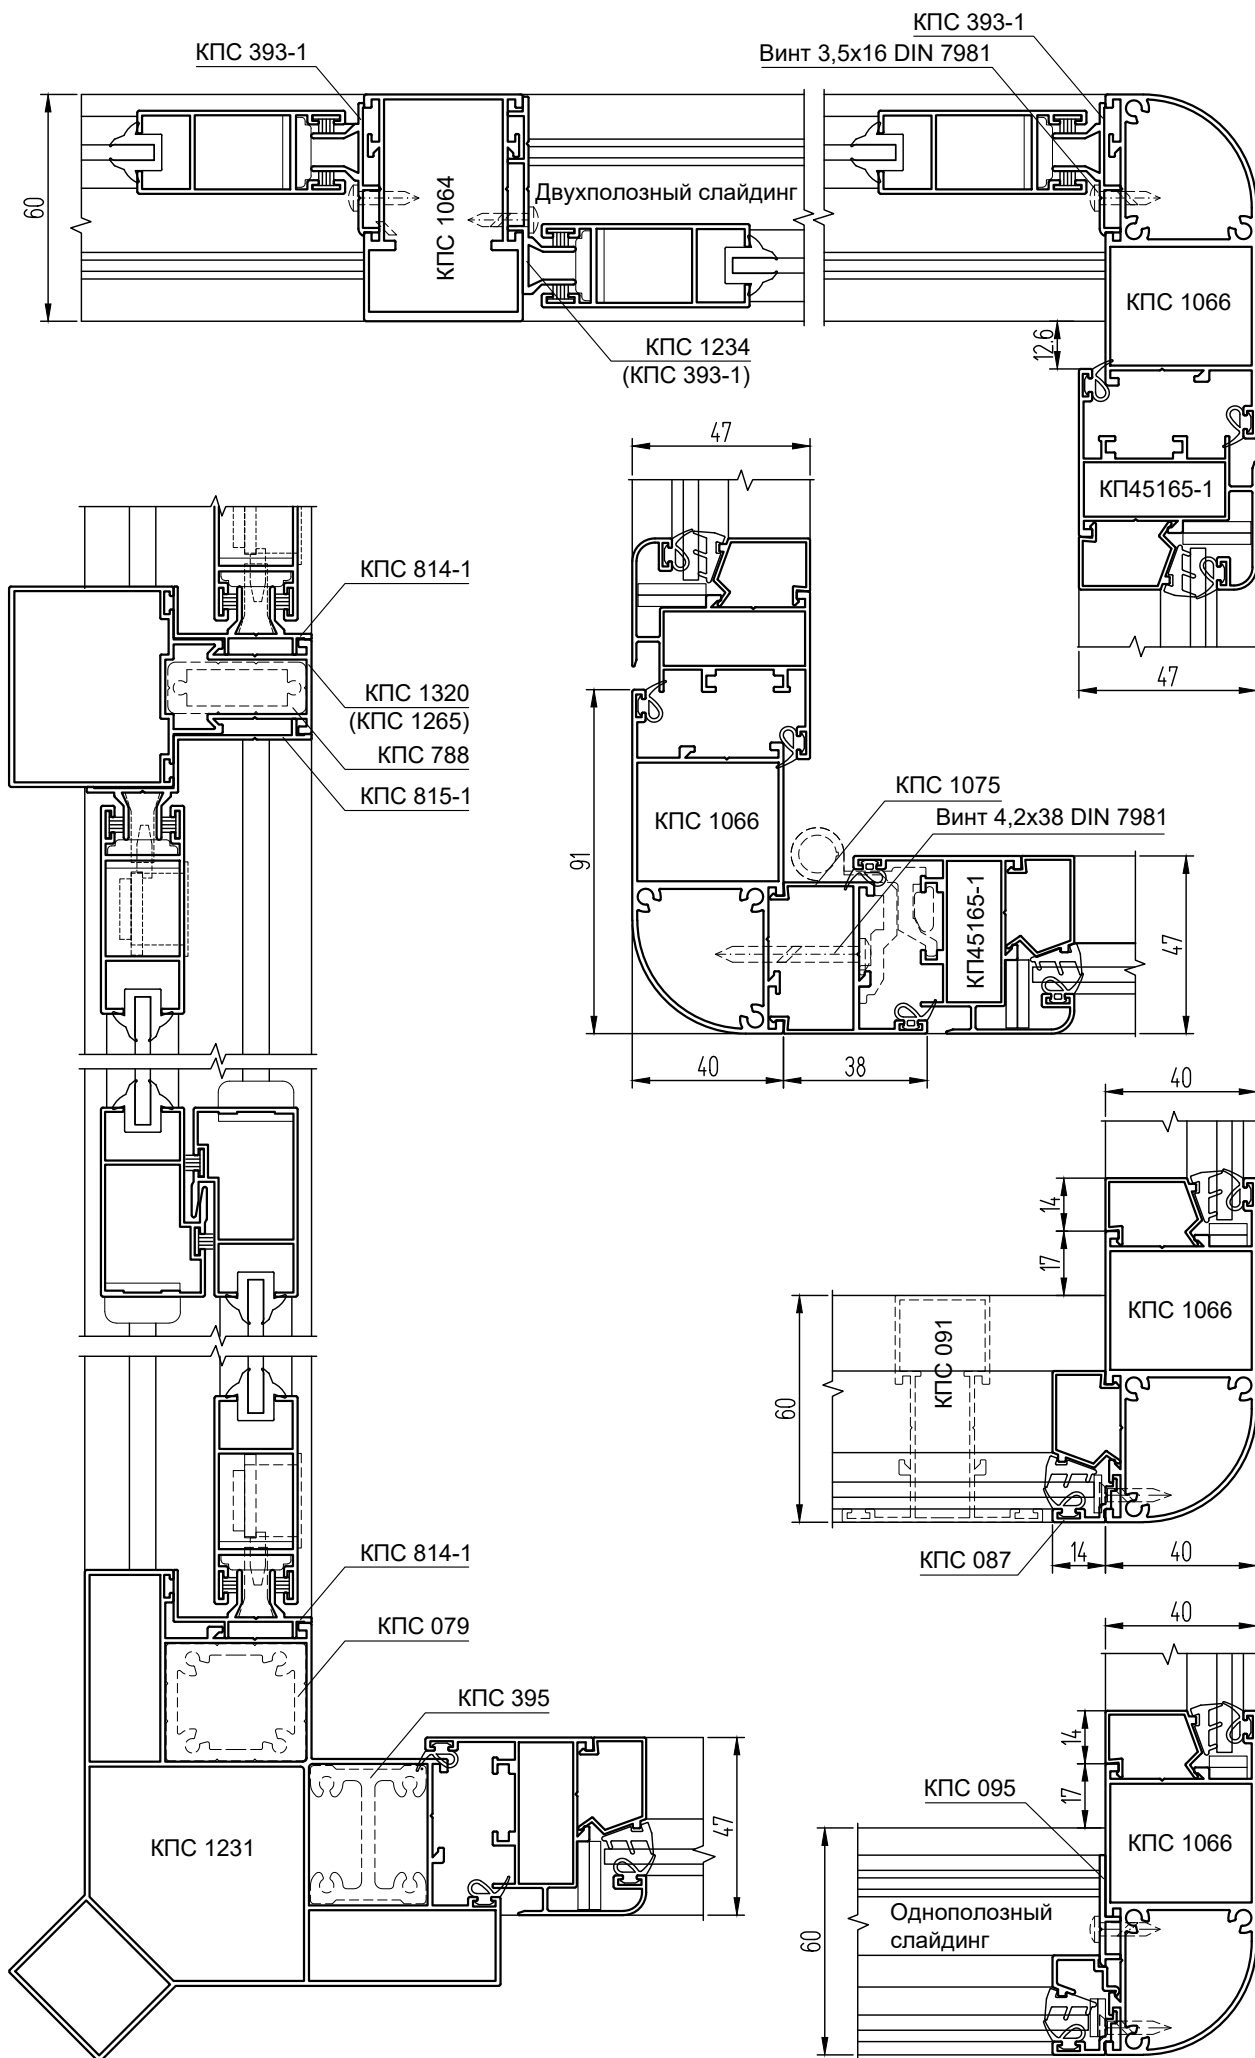 КПС 393-1
КПС 393-1
Винт 3,5х16 DIN 7981
60
КПС 1064
Двухполозный слайдинг
КПС 1066
12.6
КПС 1234
(КПС 393-1)
47
КП45165-1
47
КПС 814-1
КПС 1320
(КПС 1265)
КПС 788
КПС 815-1
КПС 1075
Винт 4,2х38 DIN 7981
КПС 1066
91
КП45165-1
47
40
38
40
14
17
КПС 1066
КПС 091
60
КПС 087
14
40
КПС 814-1
КПС 079
КПС 395
47
КПС 1231
40
14
17
КПС 095
КПС 1066
60
Однополозный
слайдинг